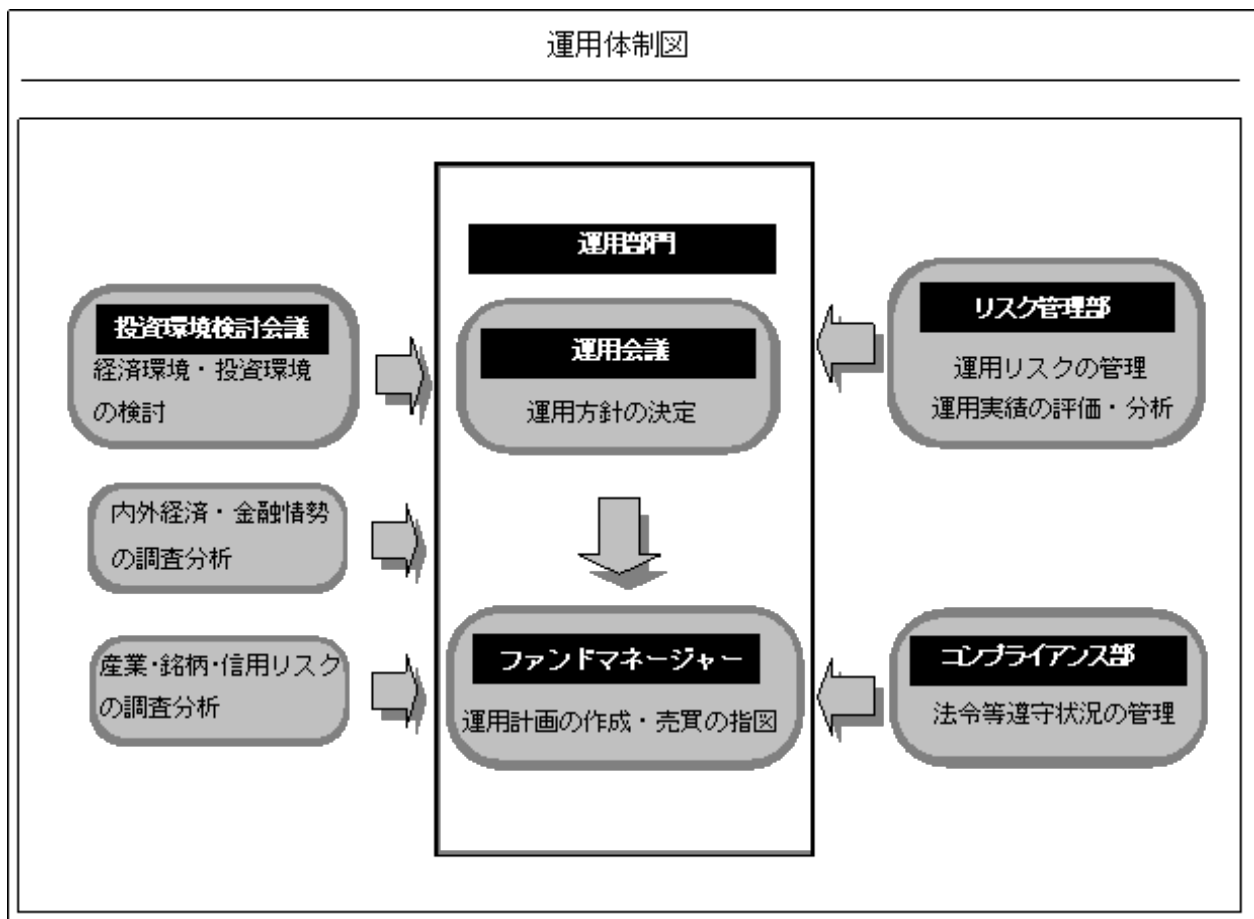 運用体制図
運用部門
投資環境検討会議
経済環境・投資環境
の検討
内外経済・金融情勢
の調査分析
産業・銘柄・信用リスク
の調査分析
運用会議
運用方針の決定
ファンドマネージャー
運用計画の作成・売買の指図
リスク管理部
運用リスクの管理
運用実績の評価・分析
コンプライアンス部
法令等遵守状況の管理